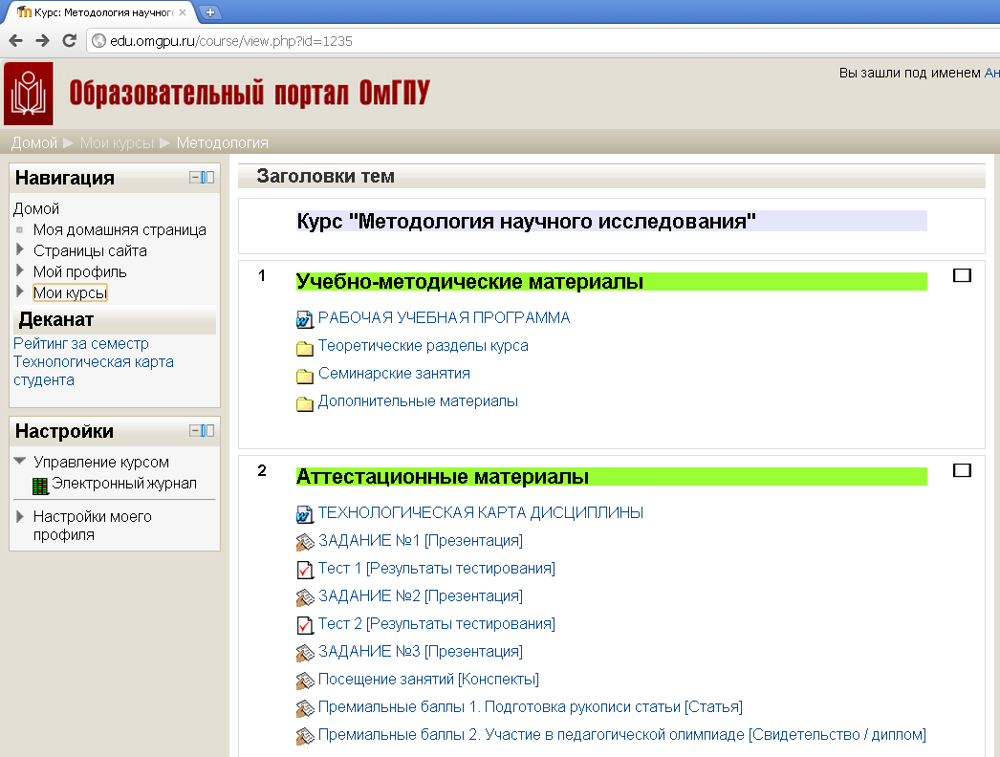 Курс: Методология научног
edu.omgpu.ru/course/view.php?id=1235
Вы зашли под именем Ан
Образовательный портал ОмГПУ
Домой ► Мои курсы ► Методология
Навигация
Домой
Моя домашняя страница
Страницы сайта
Мой профиль
Мои курсы
Деканат
Рейтинг за семестр
Технологическая карта
студента
Настройки
Управление курсом
Электронный журнал
Настройки моего
профиля
Заголовки тем
Курс "Методология научного исследования"
1
Учебно-методические материалы
РАБОЧАЯ УЧЕБНАЯ ПРОГРАММА
Теоретические разделы курса
Семинарские занятия
Дополнительные материалы
2
Аттестационные материалы
ТЕХНОЛОГИЧЕСКАЯ КАРТА ДИСЦИПЛИНЫ
ЗАДАНИЕ №1 [Презентация]
Тест 1 [Результаты тестирования]
ЗАДАНИЕ №2 [Презентация]
Тест 2 [Результаты тестирования]
ЗАДАНИЕ №3 [Презентация]
Посещение занятий [Конспекты]
Премиальные баллы 1. Подготовка рукописи статьи [Статья]
Премиальные баллы 2. Участие в педагогической олимпиаде [Свидетельство / диплом]